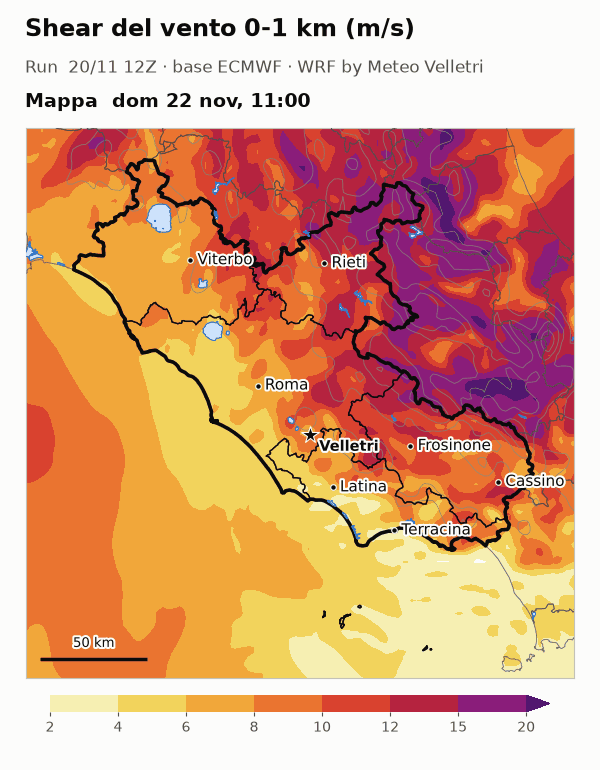 Shear del vento 0-1 km (m/s)
Run  20/11 12Z · base ECMWF · WRF by Meteo Velletri
Mappa  dom 22 nov, 11:00
Viterbo
Rieti
Roma
Velletri
Frosinone
Latina
Cassino
Terracina
50 km
2 4 6 8 10 12 15 20